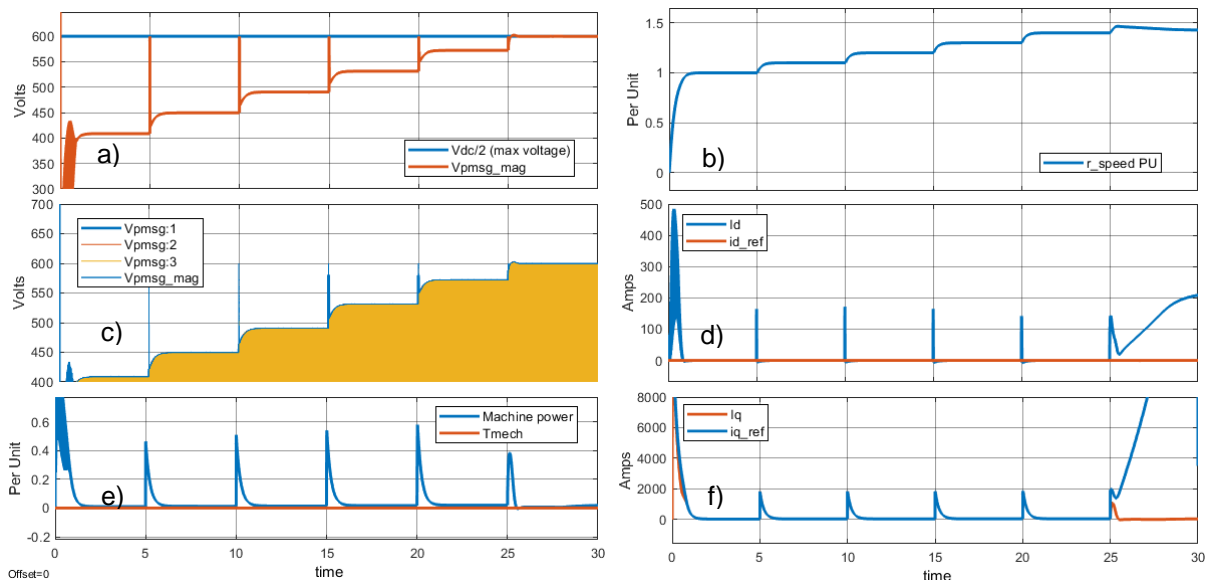 600
550
500
450
400
350
300
Volts
a)
Vdc/2 (max voltage)
Vpmsg_mag
1.5
1
0.5
0
Per Unit
b)
r_speed PU
700
650
600
550
500
450
400
Volts
Vpmsg:1
Vpmsg:2
Vpmsg:3
Vpmsg_mag
c)
500
400
300
200
100
0
Amps
Id
id_ref
d)
0.6
0.4
0.2
0
-0.2
Per Unit
Machine power
Tmech
e)
0
5
10
15
20
25
30
time
Offset=0
8000
6000
4000
2000
0
Amps
Iq
iq_ref
f)
0
5
10
15
20
25
30
time